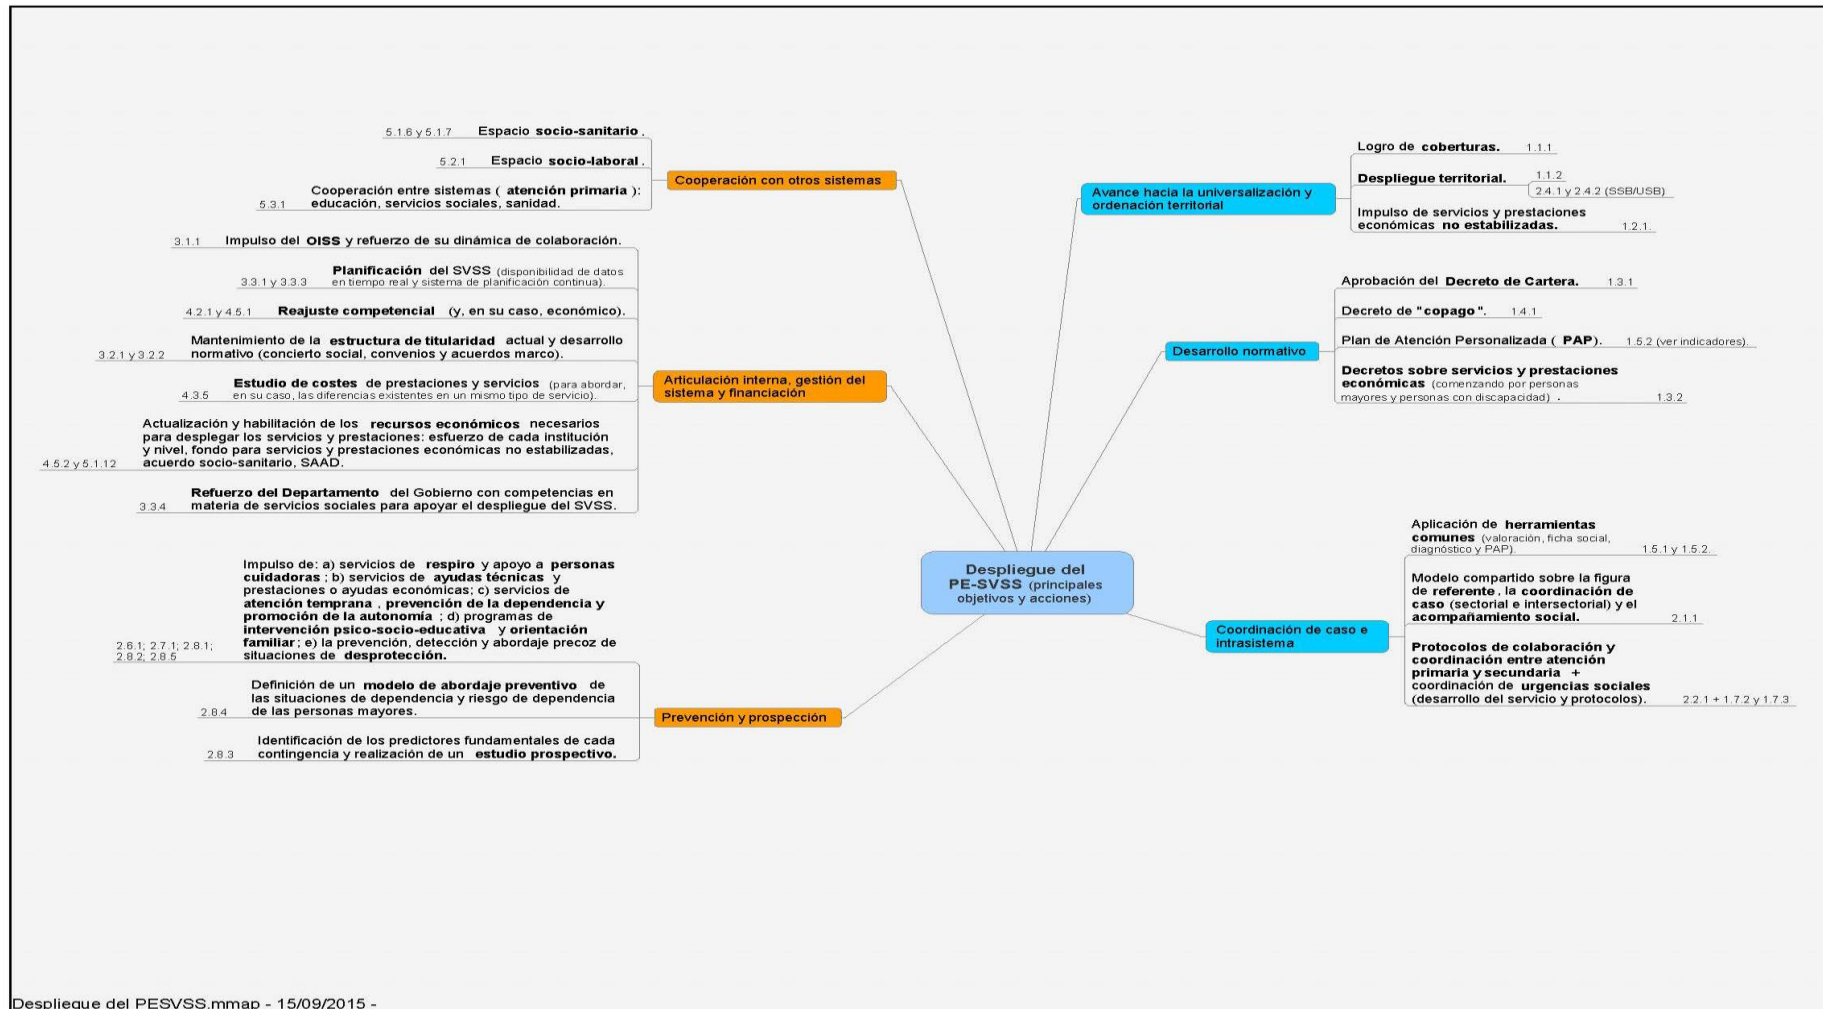 5.1.6 y 5.1.7 Espacio socio-sanitario .
5.2.1 Espacio socio-laboral .
Cooperación entre sistemas ( atención primaria ):
5.3.1 educación, servicios sociales, sanidad.
Cooperación con otros sistemas
3.1.1 Impulso del OISS y refuerzo de su dinámica de colaboración.
Planificación del SVSS (disponibilidad de datos
3.3.1 y 3.3.3 en tiempo real y sistema de planificación continua).
4.2.1 y 4.5.1 Reajuste competencial (y, en su caso, económico).
Mantenimiento de la estructura de titularidad actual y desarrollo
3.2.1 y 3.2.2 normativo (concierto social, convenios y acuerdos marco).
Estudio de costes de prestaciones y servicios (para abordar,
4.3.5 en su caso, las diferencias existentes en un mismo tipo de servicio).
Actualización y habilitación de los recursos económicos necesarios
para desplegar los servicios y prestaciones: esfuerzo de cada institución
y nivel, fondo para servicios y prestaciones económicas no estabilizadas,
4.5.2 y 5.1.12 acuerdo socio-sanitario, SAAD.
Refuerzo del Departamento del Gobierno con competencias en
3.3.4 materia de servicios sociales para apoyar el despliegue del SVSS.
Articulación interna, gestión del
sistema y financiación
Impulso de: a) servicios de respiro y apoyo a personas
cuidadoras ; b) servicios de ayudas técnicas y
prestaciones o ayudas económicas; c) servicios de
atención temprana , prevención de la dependencia y
promoción de la autonomía ; d) programas de
intervención psico-socio-educativa y orientación
2.6.1; 2.7.1; 2.8.1; familiar ; e) la prevención, detección y abordaje precoz de
2.8.2; 2.8.5 situaciones de desprotección.
Definición de un modelo de abordaje preventivo de
las situaciones de dependencia y riesgo de dependencia
2.8.4 de las personas mayores.
Identificación de los predictores fundamentales de cada
2.8.3 contingencia y realización de un estudio prospectivo.
Prevención y prospección
Despliegue del
PE-SVSS (principales
objetivos y acciones)
Avance hacia la universalización y
ordenación territorial
Logro de coberturas. 1.1.1
Despliegue territorial. 1.1.2
2.4.1 y 2.4.2 (SSB/USB)
Impulso de servicios y prestaciones
económicas no estabilizadas. 1.2.1.
Desarrollo normativo
Aprobación del Decreto de Cartera. 1.3.1
Decreto de "copago ". 1.4.1
Plan de Atención Personalizada ( PAP). 1.5.2 (ver indicadores).
Decretos sobre servicios y prestaciones
económicas (comenzando por personas
mayores y personas con discapacidad) . 1.3.2
Coordinación de caso e
intrasistema
Aplicación de herramientas
comunes (valoración, ficha social,
diagnóstico y PAP). 1.5.1 y 1.5.2.
Modelo compartido sobre la figura
de referente , la coordinación de
caso (sectorial e intersectorial) y el
acompañamiento social. 2.1.1
Protocolos de colaboración y
coordinación entre atención
primaria y secundaria +
coordinación de urgencias sociales
(desarrollo del servicio y protocolos). 2.2.1 + 1.7.2 y 1.7.3
Despliegue del PESVSS.mmap - 15/09/2015 -